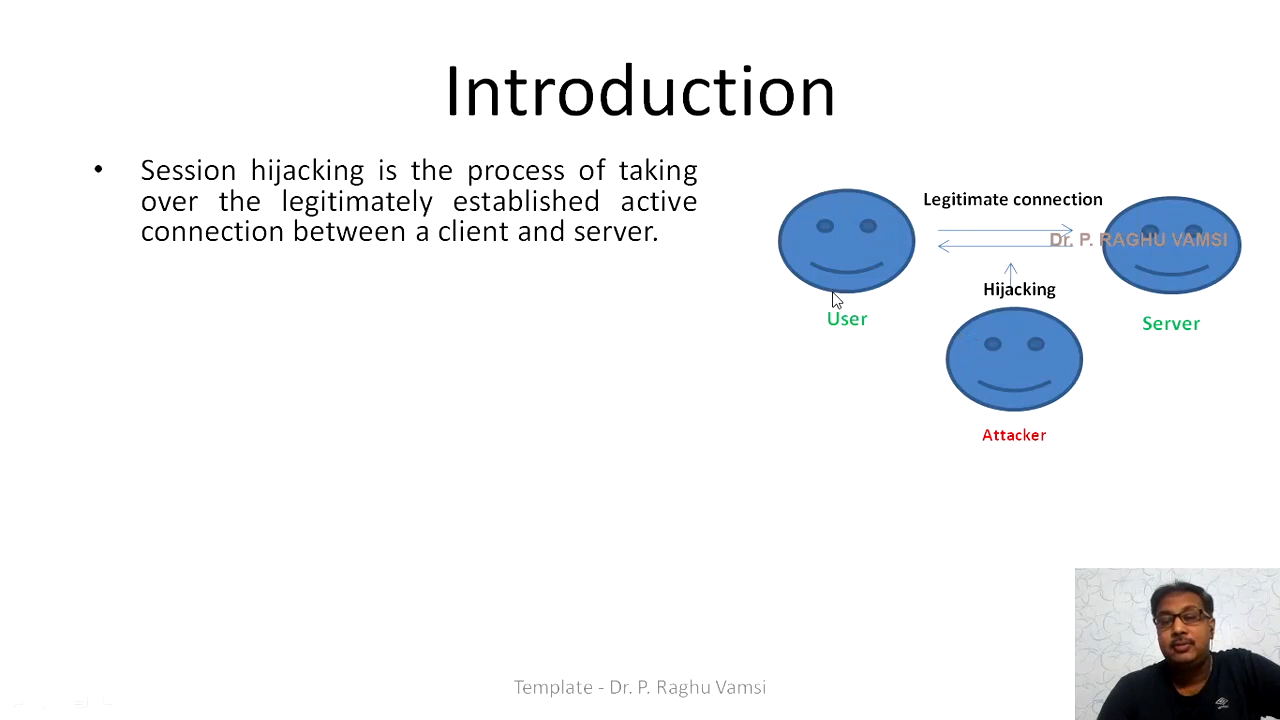 Introduction
• Session hijacking is the process of taking
over the legitimately established active
connection between a client and server.
Legitimate connection
Dr. P. RAGHU VAMSI
Hijacking
User
Server
Attacker
Template - Dr. P. Raghu Vamsi